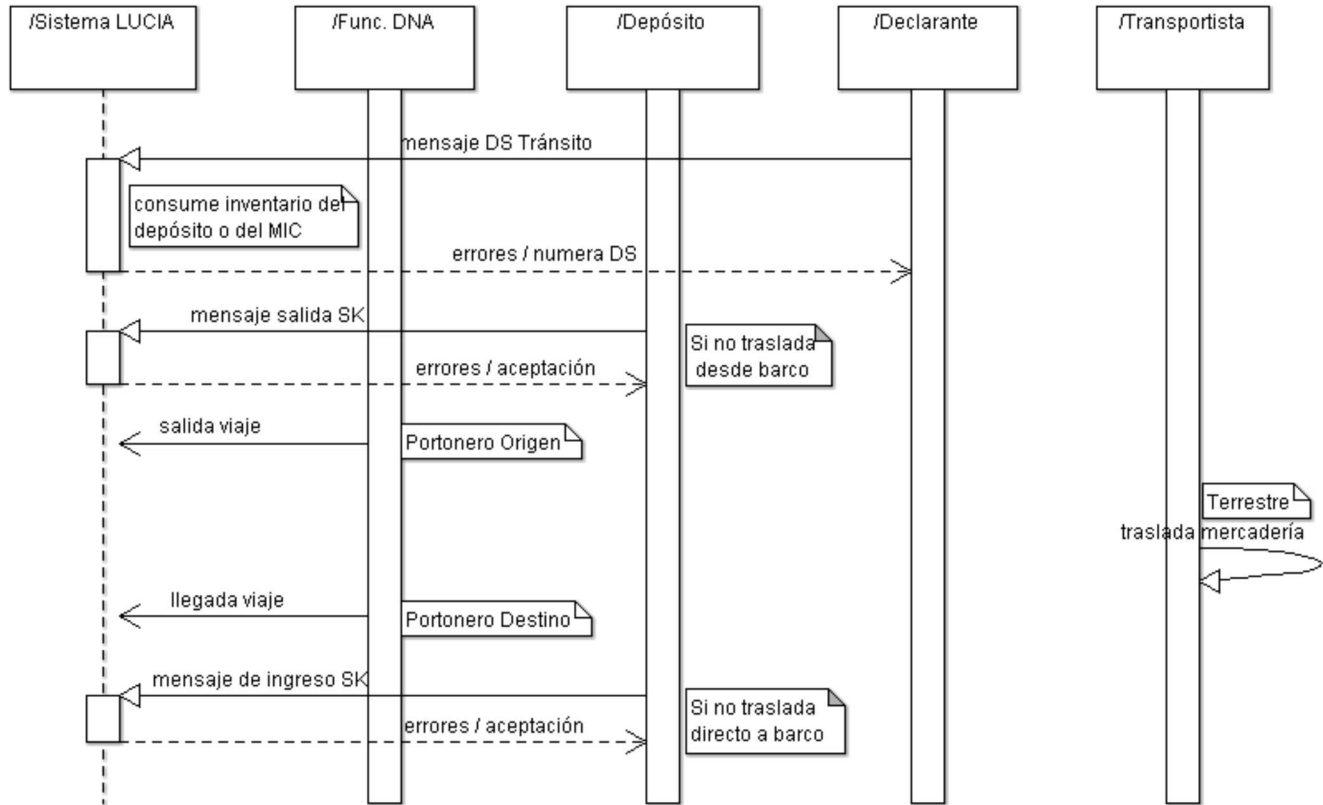 /Sistema LUCIA
/Func. DNA
/Depósito
/Declarante
/Transportista
mensaje DS Tránsito
consume inventario del
depósito o del MIC
errores / numera DS
mensaje salida SK
Si no traslada
desde barco
errores / aceptación
salida viaje
Portonero Origen
Terrestre
traslada mercadería
llegada viaje
Portonero Destino
mensaje de ingreso SK
Si no traslada
directo a barco
errores / aceptación